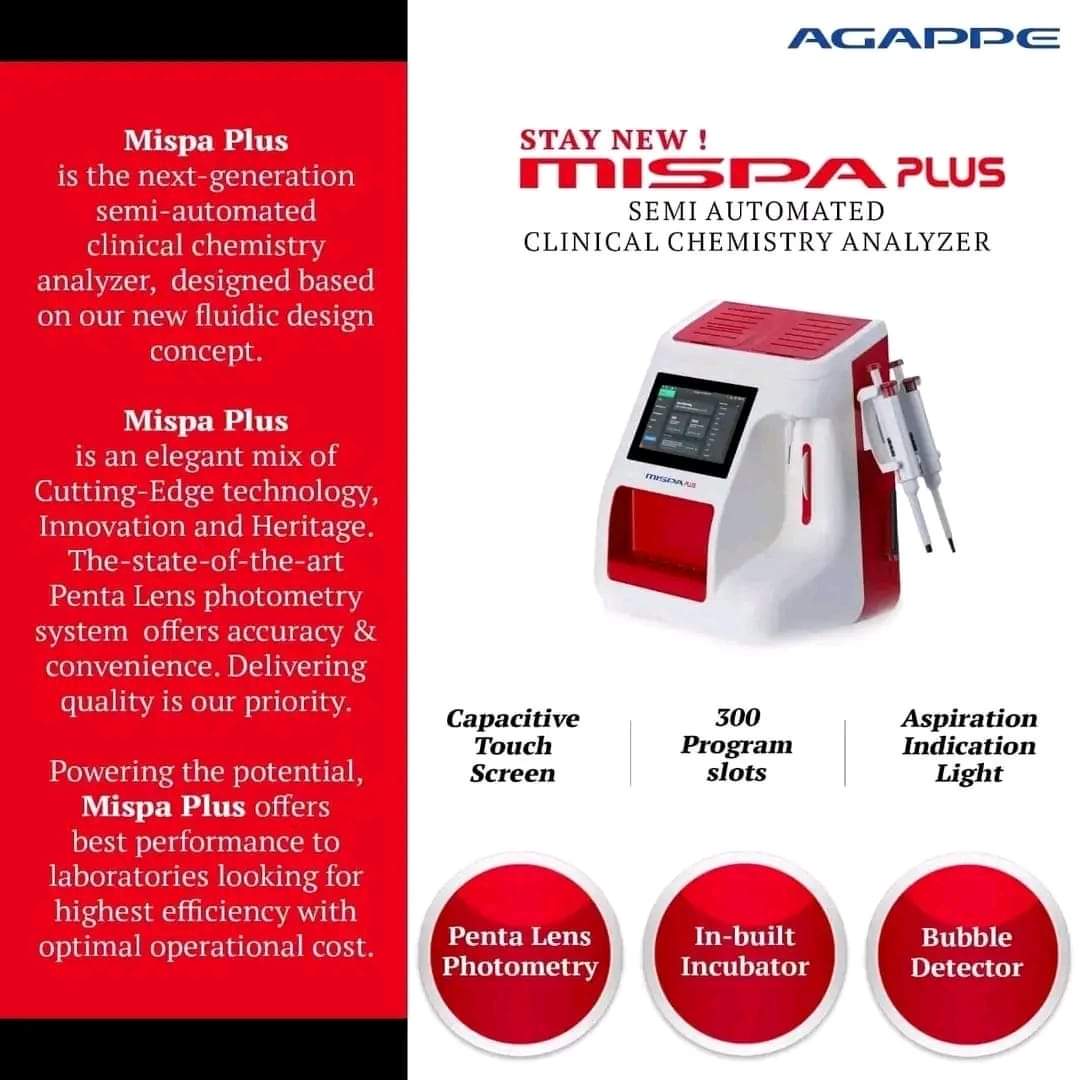 Mispa Plus
is the next-generation
semi-automated
clinical chemistry
analyzer, designed based
on our new fluidic design
concept.
Mispa Plus
is an elegant mix of
Cutting-Edge technology,
Innovation and Heritage.
The-state-of-the-art
Penta Lens photometry
system offers accuracy &
convenience. Delivering
quality is our priority.
Powering the potential,
Mispa Plus offers
best performance to
laboratories looking for
highest efficiency with
optimal operational cost.
AGAPPE
STAY NEW !
MISPA PLUS
SEMI AUTOMATED
CLINICAL CHEMISTRY ANALYZER
MISPA PLUS
Capacitive
Touch
Screen
300
Program
slots
Aspiration
Indication
Light
Penta Lens
Photometry
In-built
Incubator
Bubble
Detector